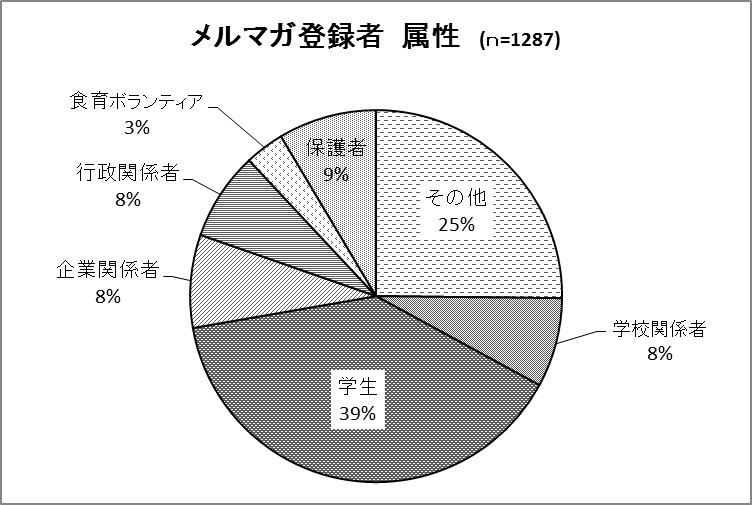 メルマガ登録者 属性 (n=1287)
食育ボランティア
3%
保護者
9%
行政関係者
8%
その他
25%
企業関係者
8%
学校関係者
8%
学生
39%